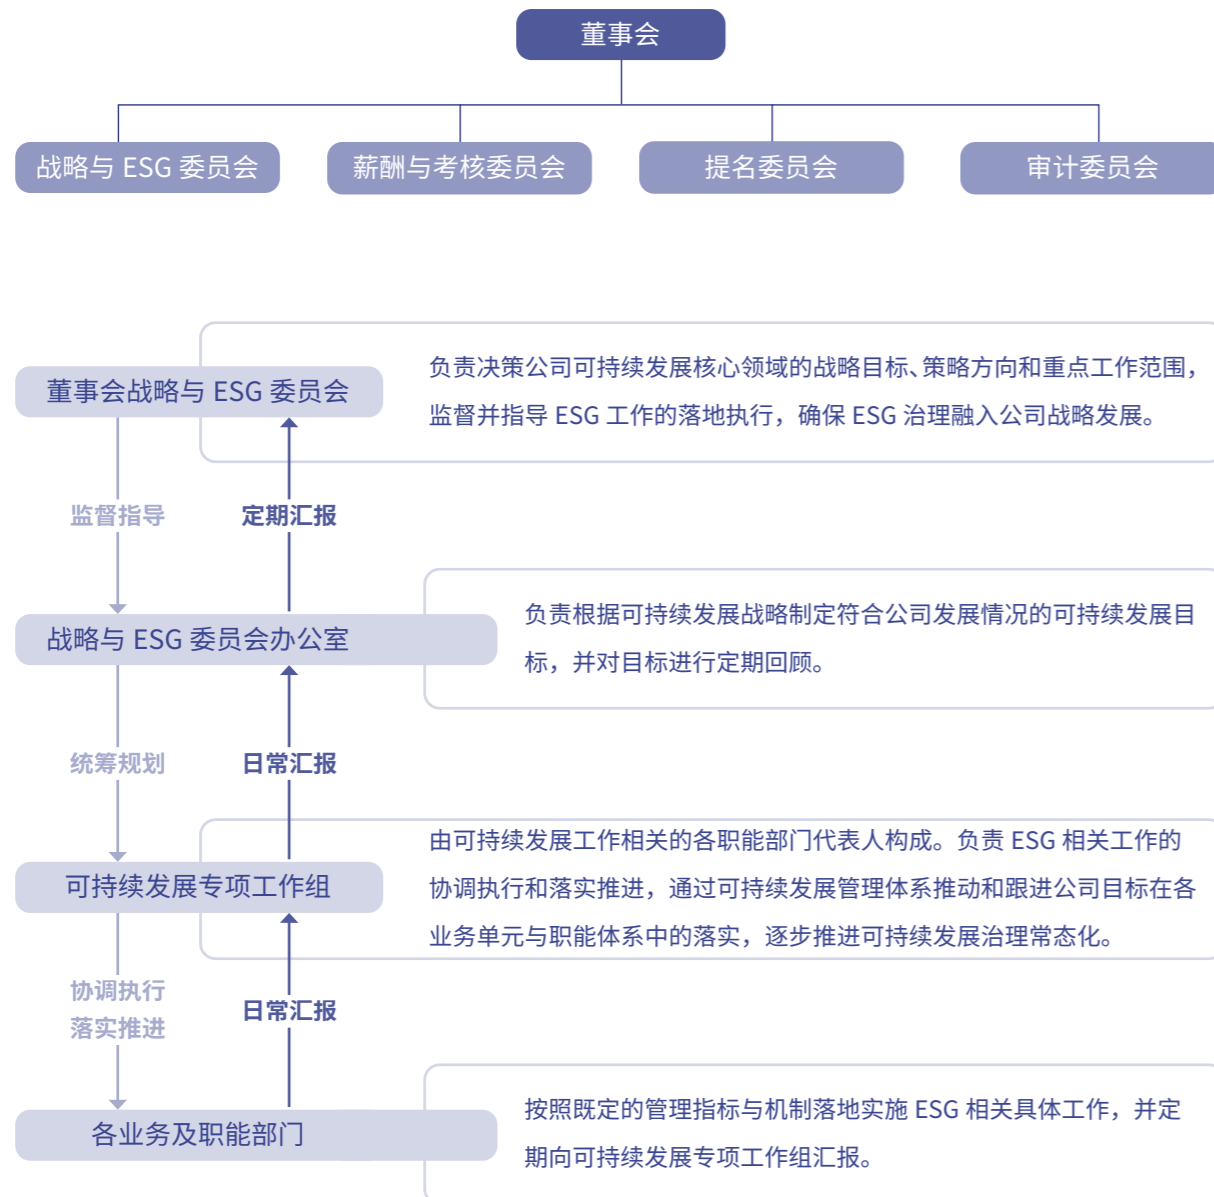 董事会
战略与 ESG 委员会
薪酬与考核委员会
提名委员会
审计委员会
董事会战略与 ESG 委员会
负责决策公司可持续发展核心领域的战略目标、策略方向和重点工作范围，
监督并指导 ESG 工作的落地执行，确保 ESG 治理融入公司战略发展。
监督指导
定期汇报
战略与 ESG 委员会办公室
负责根据可持续发展战略制定符合公司发展情况的可持续发展目
标，并对目标进行定期回顾。
统筹规划
日常汇报
可持续发展专项工作组
由可持续发展工作相关的各职能部门代表人构成。负责 ESG 相关工作的
协调执行和落实推进，通过可持续发展管理体系推动和跟进公司目标在各
业务单元与职能体系中的落实，逐步推进可持续发展治理常态化。
协调执行
落实推进
日常汇报
各业务及职能部门
按照既定的管理指标与机制落地实施 ESG 相关具体工作，并定
期向可持续发展专项工作组汇报。